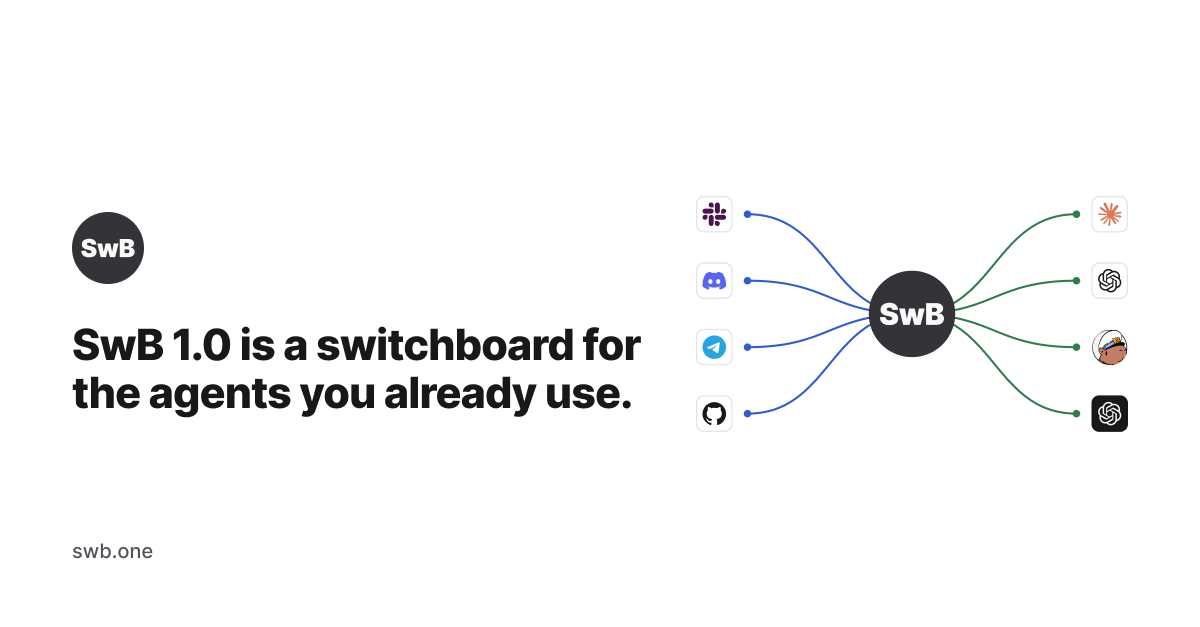 SwB
SwB 1.0 is a switchboard for
the agents you already use.
swb.one
SwB